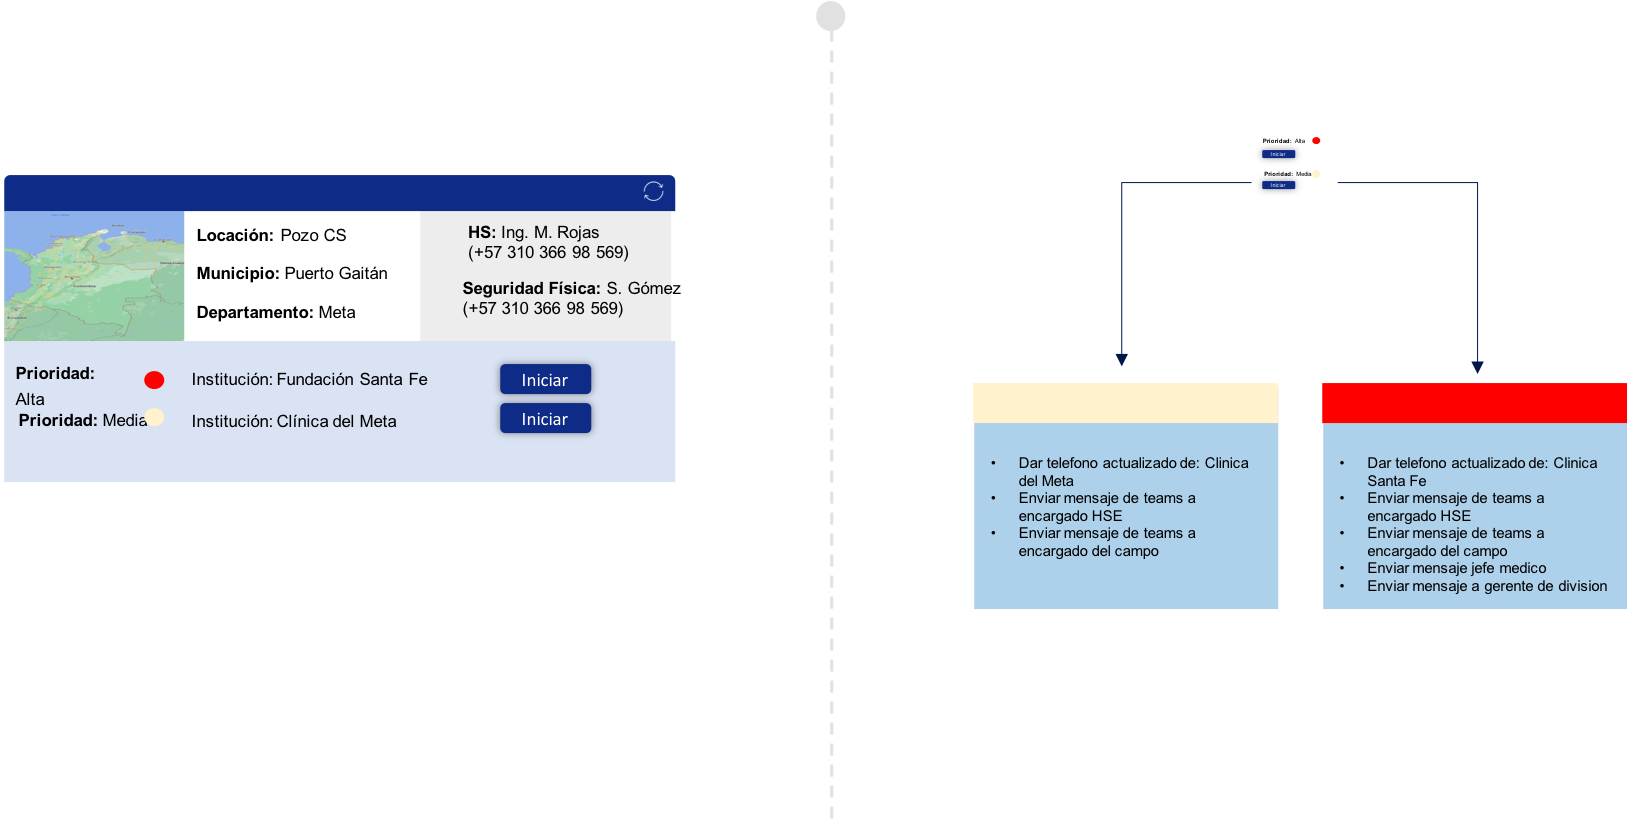 Locación: Pozo CS
Municipio: Puerto Gaitán
Departamento: Meta
HS: Ing. M. Rojas
(+57 310 366 98 569)
Seguridad Física: S. Gómez
(+57 310 366 98 569)
Prioridad:
Alta
Institución: Fundación Santa Fe
Iniciar
Prioridad: Media
Institución: Clínica del Meta
Iniciar
Prioridad: Alta
Iniciar
Prioridad: Media
Iniciar
• Dar telefono actualizado de: Clinica
del Meta
• Enviar mensaje de teams a
encargado HSE
• Enviar mensaje de teams a
encargado del campo
• Dar telefono actualizado de: Clinica
Santa Fe
• Enviar mensaje de teams a
encargado HSE
• Enviar mensaje de teams a
encargado del campo
• Enviar mensaje jefe medico
• Enviar mensaje a gerente de division